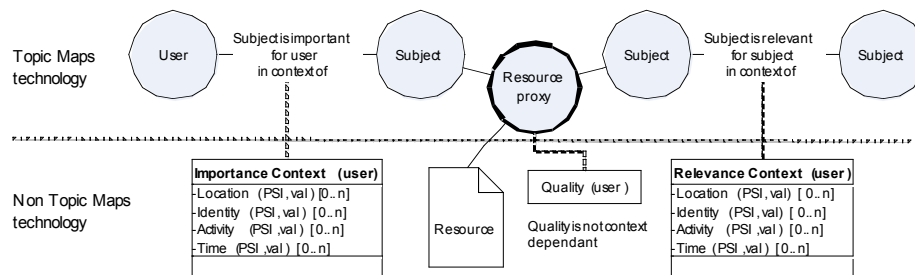 Topic Maps
technology
User
Subject is important
for user
in context of
Subject
Resource
proxy
Subject
Subject is relevant
for subject
in context of
Subject
Non Topic Maps
technology
Importance Context (user)
-Location (PSI, val) [0..n]
-Identity (PSI, val) [0..n]
-Activity (PSI, val) [0..n]
-Time (PSI, val) [0..n]
Resource
Quality (user)
Quality is not context
dependant
Relevance Context (user)
-Location (PSI, val) [0..n]
-Identity (PSI, val) [0..n]
-Activity (PSI, val) [0..n]
-Time (PSI, val) [0..n]